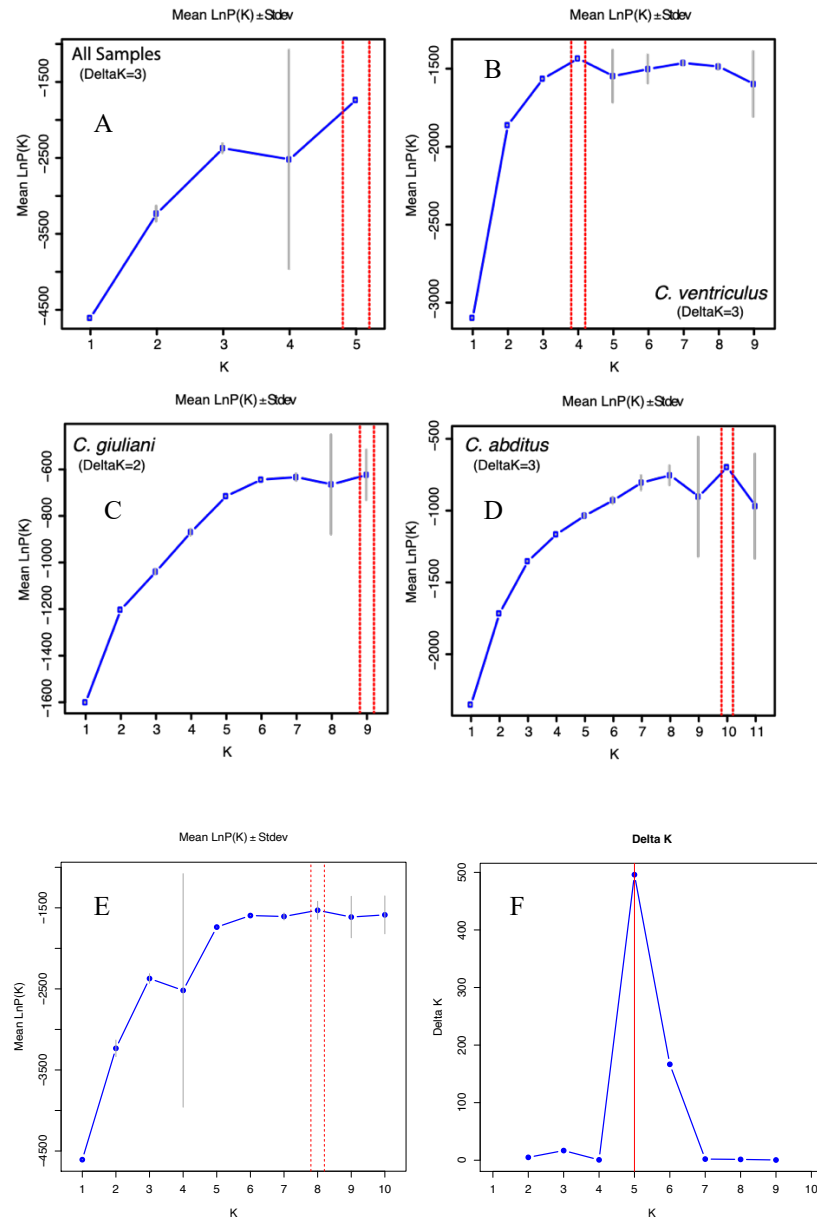 Mean LnP(K) ±Stdev
All Samples
(DeltaK=3)
A
-1500
-2500
-3500
-4500
Mean LnP(K)
1 2 3 4 5
K
Mean LnP(K) ±Stdev
B
-1500
-2000
-2500
-3000
Mean LnP(K)
C. ventriculus
(DeltaK=3)
1 2 3 4 5 6 7 8 9
K
Mean LnP(K) ±Stdev
C. giuliani
(DeltaK=2)
C
-600
-800
-1000
-1200
-1400
-1600
Mean LnP(K)
1 2 3 4 5 6 7 8 9
K
Mean LnP(K) ±Stdev
C. abditus
(DeltaK=3)
D
-500
-1000
-1500
-2000
Mean LnP(K)
1 2 3 4 5 6 7 8 9 10 11
K
Mean LnP(K) ± Stdev
E
-1500
-2500
-3500
-4500
Mean LnP(K)
1 2 3 4 5 6 7 8 9 10
K
Delta K
F
500
400
300
200
100
0
Delta K
1 2 3 4 5 6 7 8 9 10
K